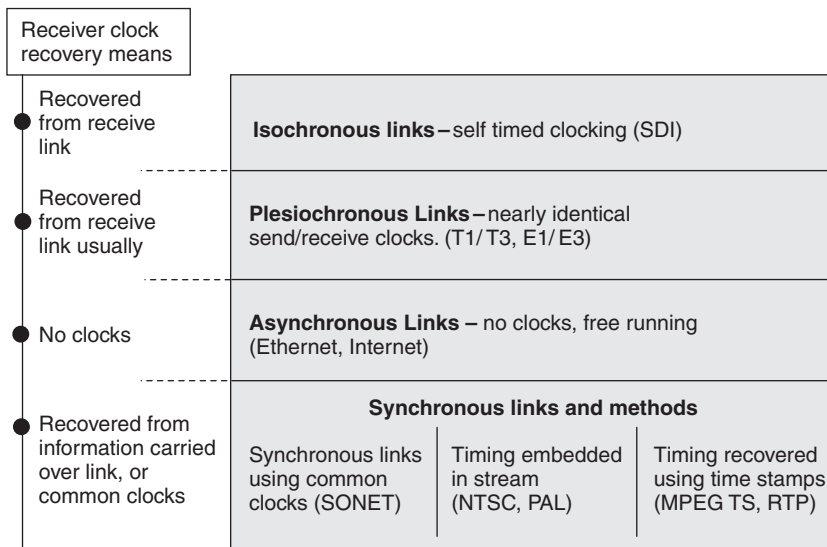 Receiver clock
recovery means
Recovered
from receive
link
Isochronous links – self timed clocking (SDI)
Recovered
from receive
link usually
Plesiochronous Links – nearly identical
send/receive clocks. (T1/T3, E1/E3)
No clocks
Asynchronous Links – no clocks, free running
(Ethernet, Internet)
Recovered from
information carried
over link, or
common clocks
Synchronous links and methods
Synchronous links
using common
clocks (SONET)
Timing embedded
in stream
(NTSC, PAL)
Timing recovered
using time stamps
(MPEG TS, RTP)